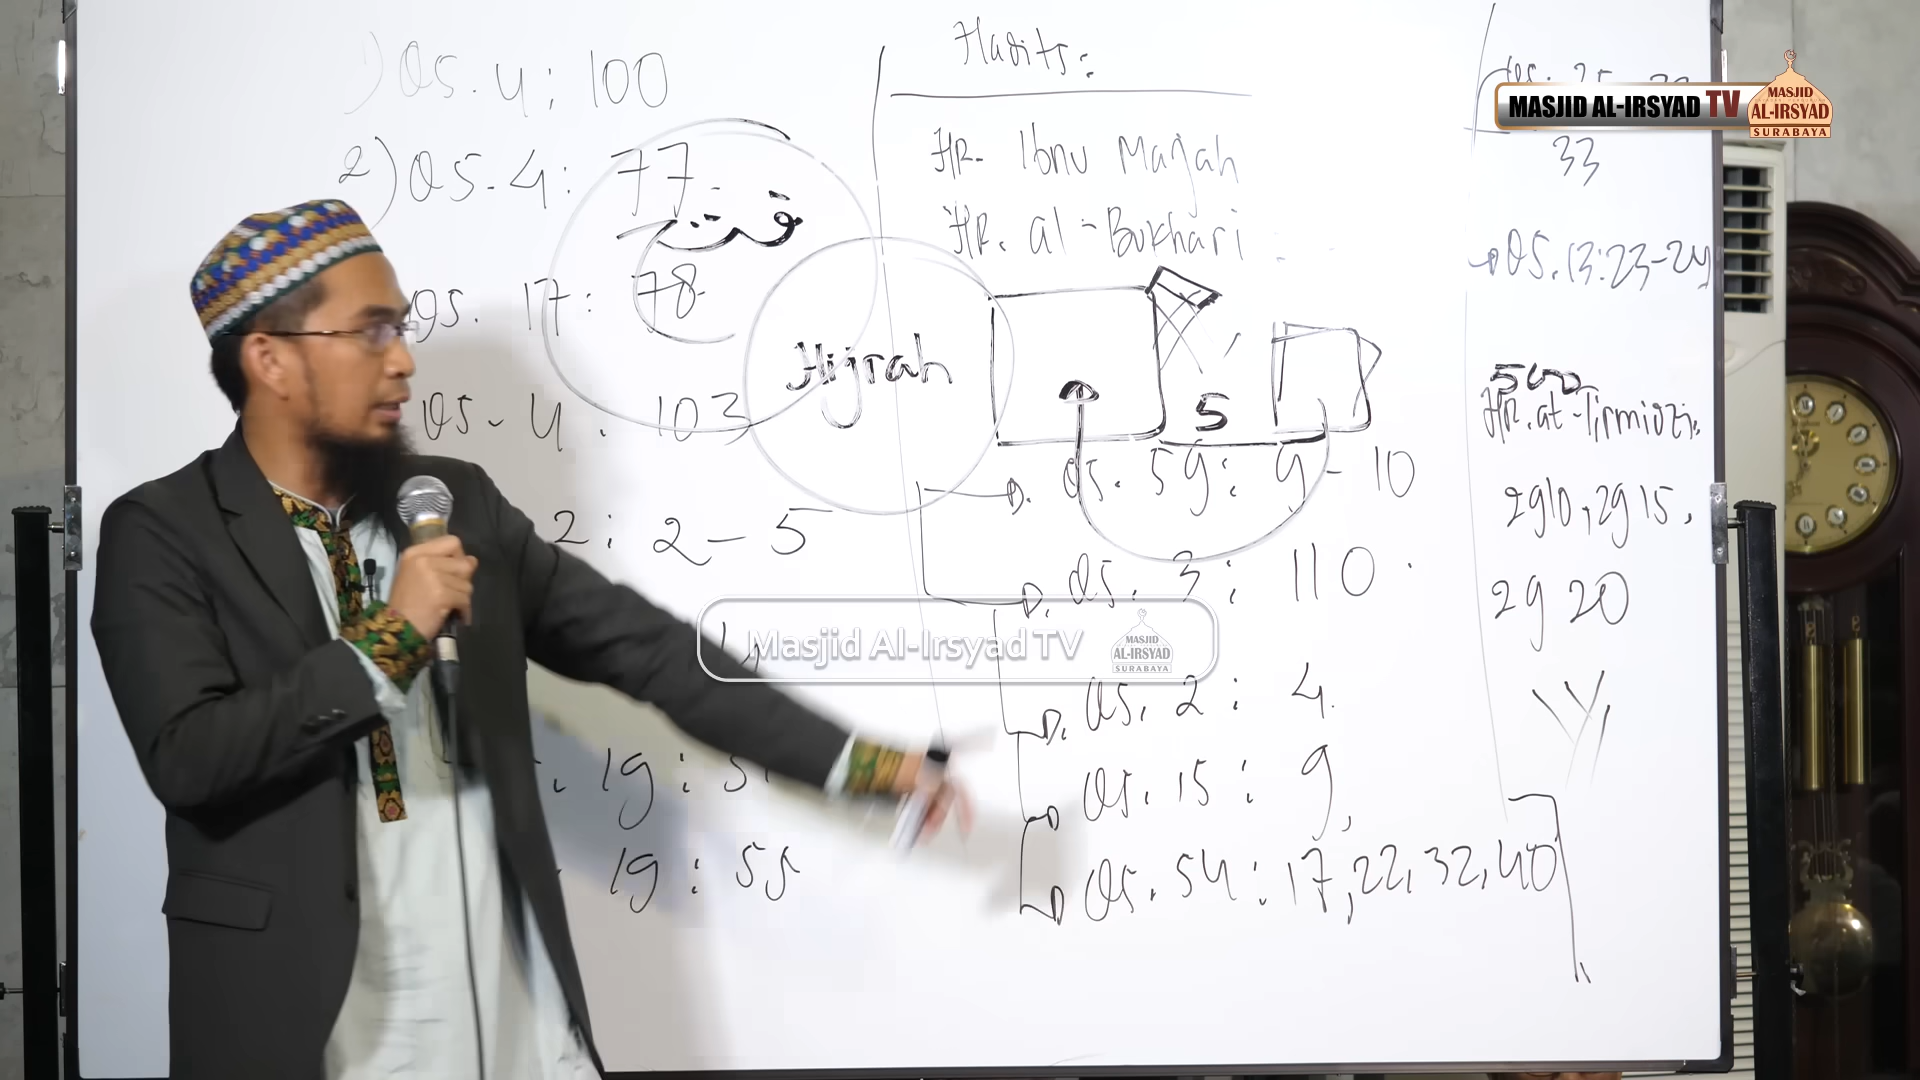 1) QS. 4: 100
2) QS. 4: 77.
فتح
QS. 17: 78
QS. 4: 103
2: 2-5
19: 5
19: 55
Hijrah
Hadits:
HR. Ibnu Majah
HR. al-Bukhari
5
QS. 59: 9-10
QS. 3: 110.
QS. 2: 4.
QS. 15: 9,
QS. 54: 17, 22, 32, 40
33
QS. 13: 23-24
500
HR. at-Tirmidzi.
2910, 2915,
2920
MASJID AL-IRSYAD TV
MASJID
AL-IRSYAD
SURABAYA
Masjid Al-Irsyad TV
MASJID
AL-IRSYAD
SURABAYA